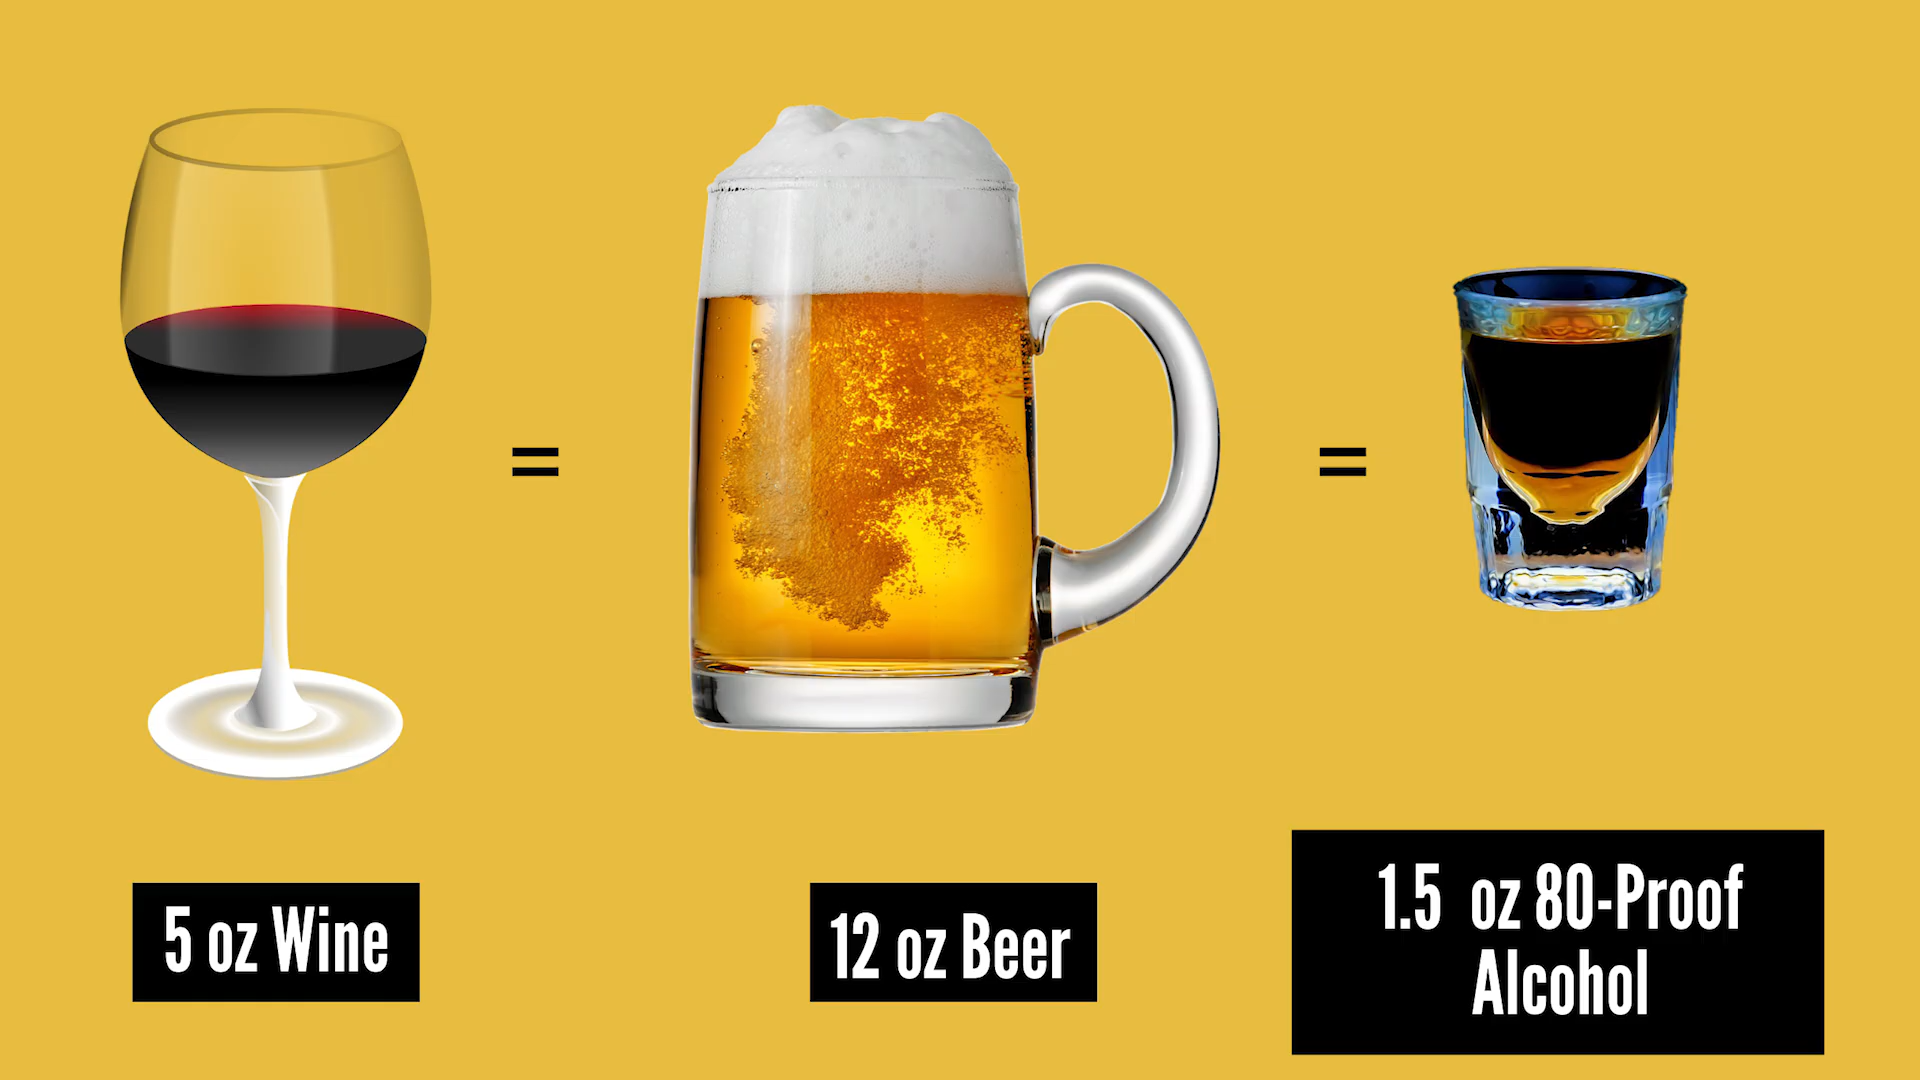 =
=
5 oz Wine
12 oz Beer
1.5 oz 80-Proof
Alcohol